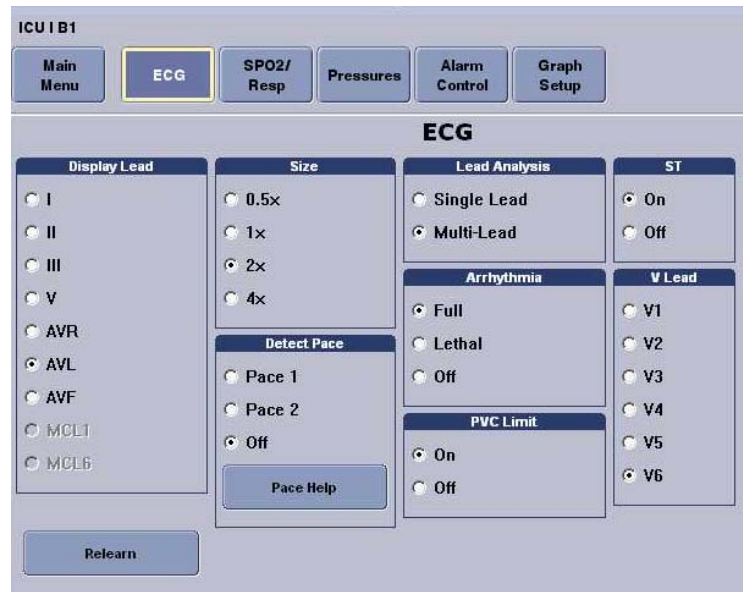 ICU I B1
Main Menu
ECG
SPO2/ Resp
Pressures
Alarm Control
Graph Setup
ECG
Display Lead
I
II
III
V
AVR
AVL
AVF
MCL1
MCL6
Size
0.5x
1x
2x
4x
Detect Pace
Pace 1
Pace 2
Off
Pace Help
Lead Analysis
Single Lead
Multi-Lead
Arrhythmia
Full
Lethal
Off
PVC Limit
On
Off
ST
On
Off
V Lead
V1
V2
V3
V4
V5
V6
Relearn